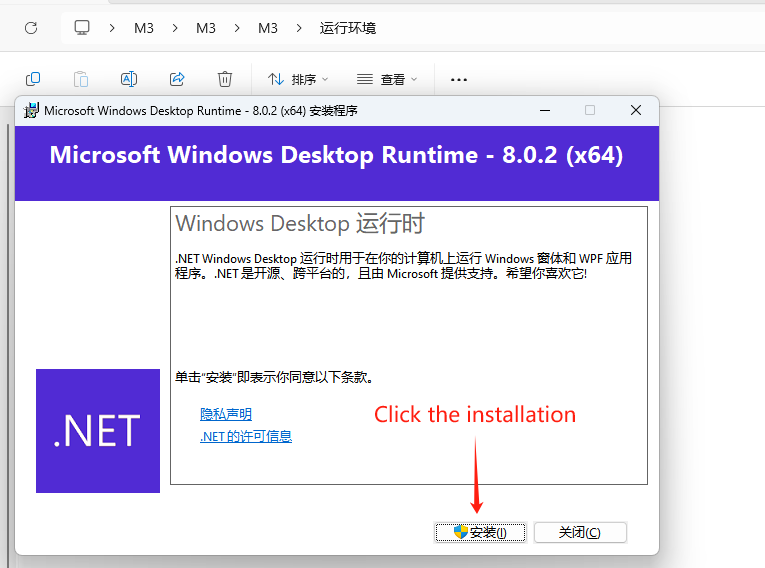 M3 > M3 > M3 > 运行环境
排序 查看 ...
Microsoft Windows Desktop Runtime - 8.0.2 (x64) 安装程序
Microsoft Windows Desktop Runtime - 8.0.2 (x64)
Windows Desktop 运行时
.NET Windows Desktop 运行时用于在你的计算机上运行 Windows 窗体和 WPF 应用
程序。.NET 是开源、跨平台的，且由 Microsoft 提供支持。希望你喜欢它!
单击“安装”即表示你同意以下条款。
隐私声明
.NET 的许可信息
Click the installation
.NET
安装(I) 关闭(C)